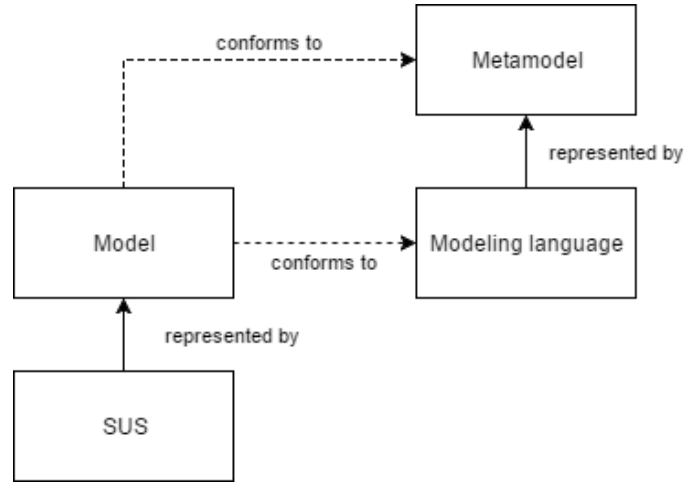 conforms to
Metamodel
represented by
Model
Modeling language
conforms to
represented by
SUS